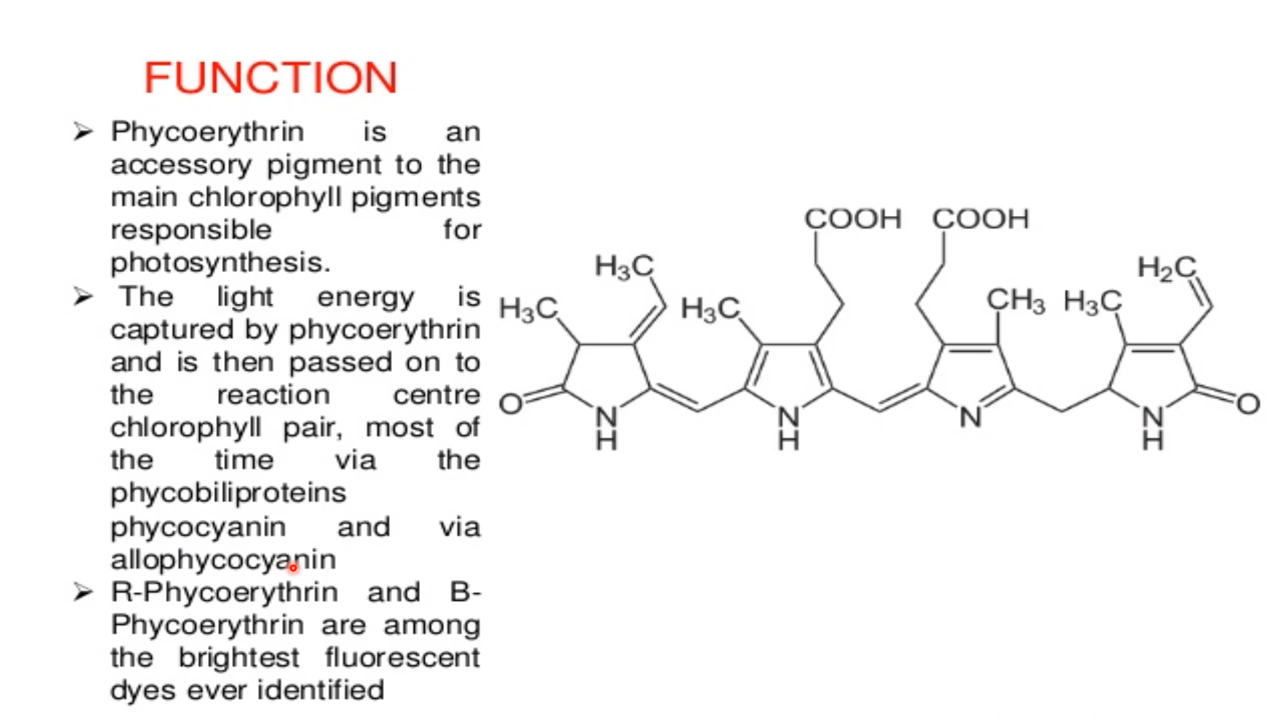 FUNCTION
➢ Phycoerythrin is an
accessory pigment to the
main chlorophyll pigments
responsible for
photosynthesis.
➢ The light energy is
captured by phycoerythrin
and is then passed on to
the reaction centre
chlorophyll pair, most of
the time via the
phycobiliproteins
phycocyanin and via
allophycocyanin
➢ R-Phycoerythrin and B-
Phycoerythrin are among
the brightest fluorescent
dyes ever identified
COOH COOH
H₃C H₂C
H₃C H₃C CH₃ H₃C
O NH NH N NH O